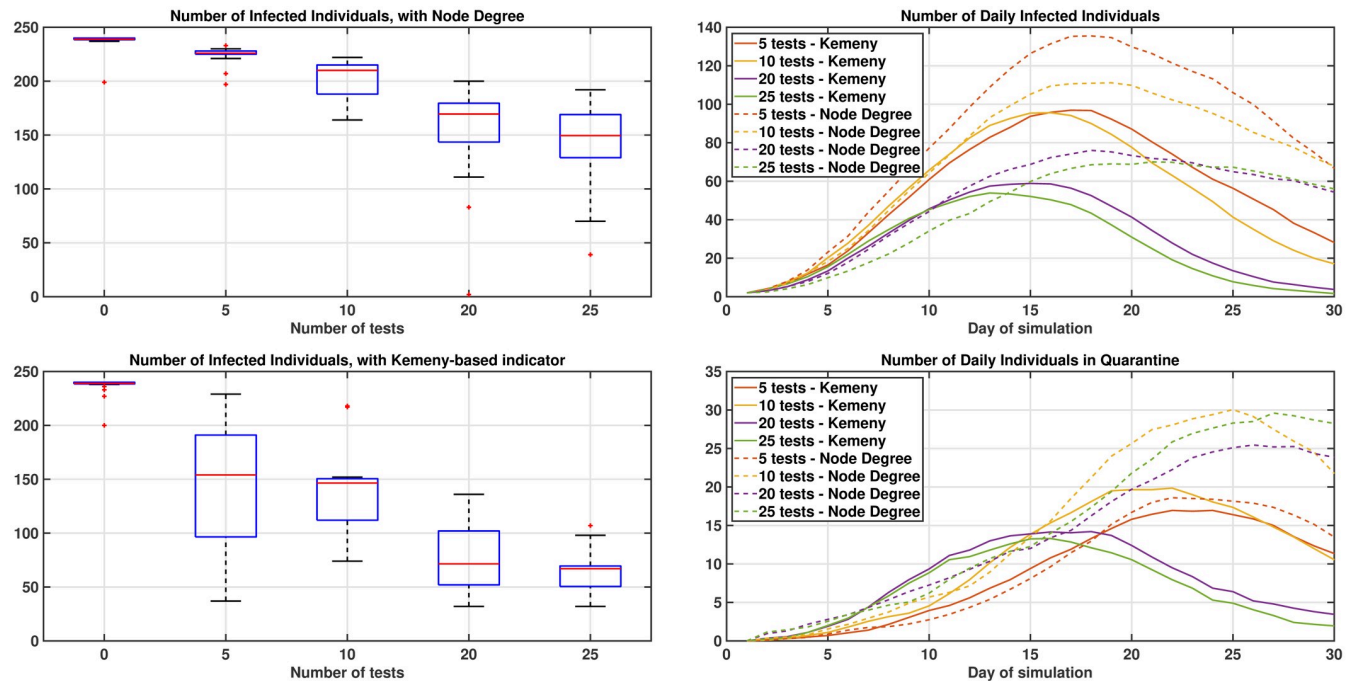 Number of Infected Individuals, with Node Degree
250
200
150
100
50
0
0 5 10 20 25
Number of tests
Number of Daily Infected Individuals
140
120
100
80
60
40
20
0
5 tests - Kemeny
10 tests - Kemeny
20 tests - Kemeny
25 tests - Kemeny
5 tests - Node Degree
10 tests - Node Degree
20 tests - Node Degree
25 tests - Node Degree
0 5 10 15 20 25 30
Day of simulation
Number of Infected Individuals, with Kemeny-based indicator
250
200
150
100
50
0
0 5 10 20 25
Number of tests
Number of Daily Individuals in Quarantine
35
30
25
20
15
10
5
0
5 tests - Kemeny
10 tests - Kemeny
20 tests - Kemeny
25 tests - Kemeny
5 tests - Node Degree
10 tests - Node Degree
20 tests - Node Degree
25 tests - Node Degree
0 5 10 15 20 25 30
Day of simulation